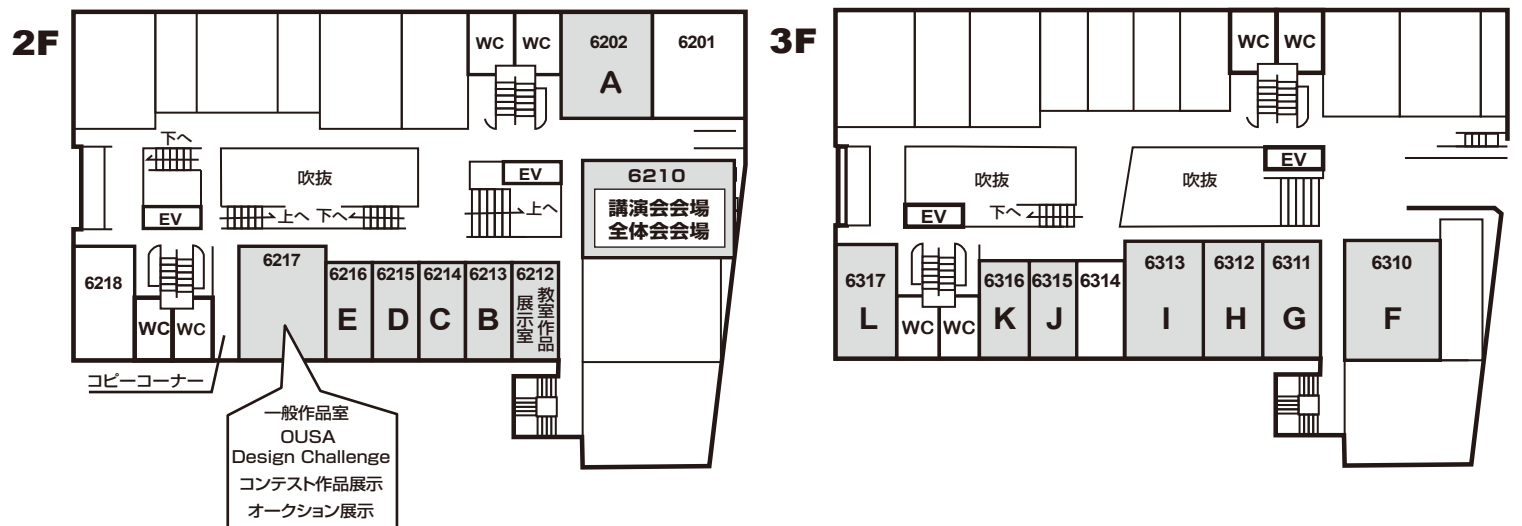 2F
WC
WC
6202
A
6201
下へ
吹抜
EV
EV
上へ
下へ
上へ
6210
講演会会場
全体会会場
6218
WC
WC
6217
6216
E
6215
D
6214
C
6213
B
6212
教室作品
展示室
コピーコーナー
一般作品室
OUSA
Design Challenge
コンテスト作品展示
オークション展示
3F
WC
WC
吹抜
EV
下へ
吹抜
EV
6317
L
WC
WC
6316
K
6315
J
6314
6313
I
6312
H
6311
G
6310
F